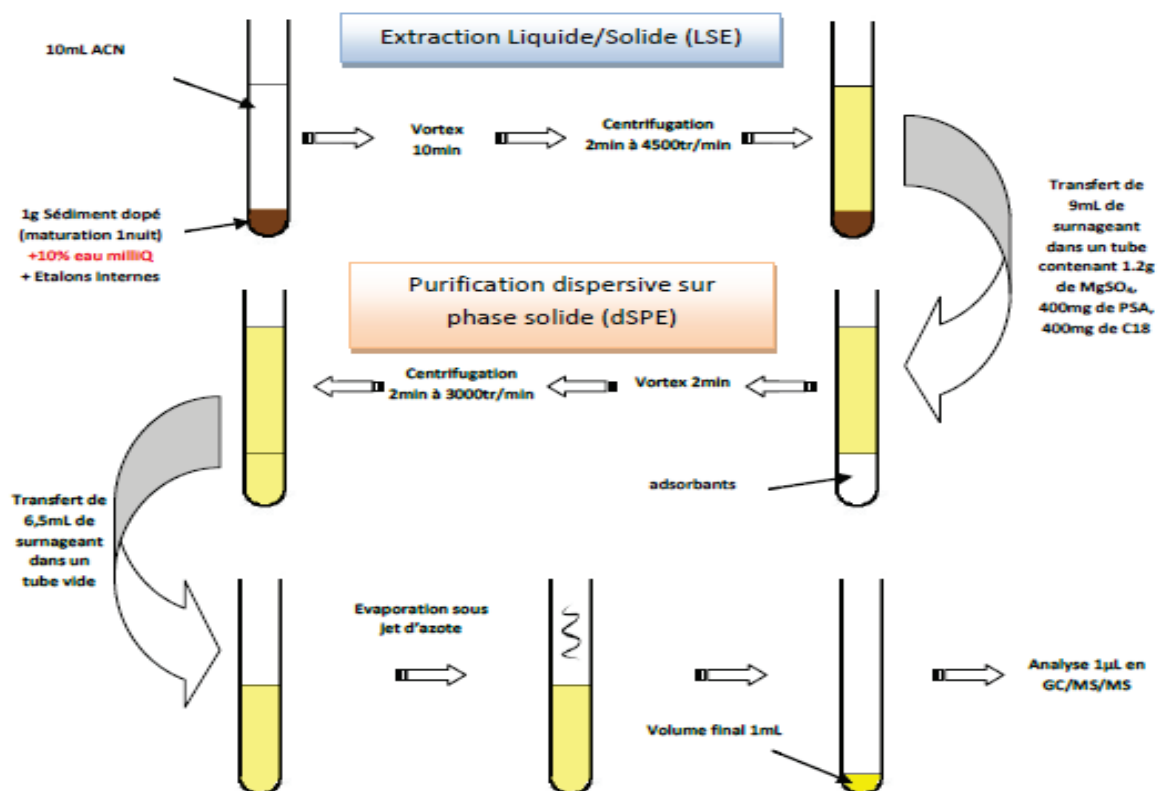 Extraction Liquide/Solide (LSE)
10mL ACN
Vortex
10min
Centrifugation
2min à 4500tr/min
1g Sédiment dopé
(maturation 1nuit)
+10% eau milliQ
+ Etalons Internes
Transfert de
9mL de
surnageant
dans un tube
contenant 1.2g
de MgSO₄,
400mg de PSA,
400mg de C18
Purification dispersive sur
phase solide (dSPE)
Centrifugation
2min à 3000tr/min
Vortex 2min
adsorbants
Transfert de
6,5mL de
surnageant
dans un
tube vide
Evaporation sous
jet d'azote
Volume final 1mL
Analyse 1µL en
GC/MS/MS